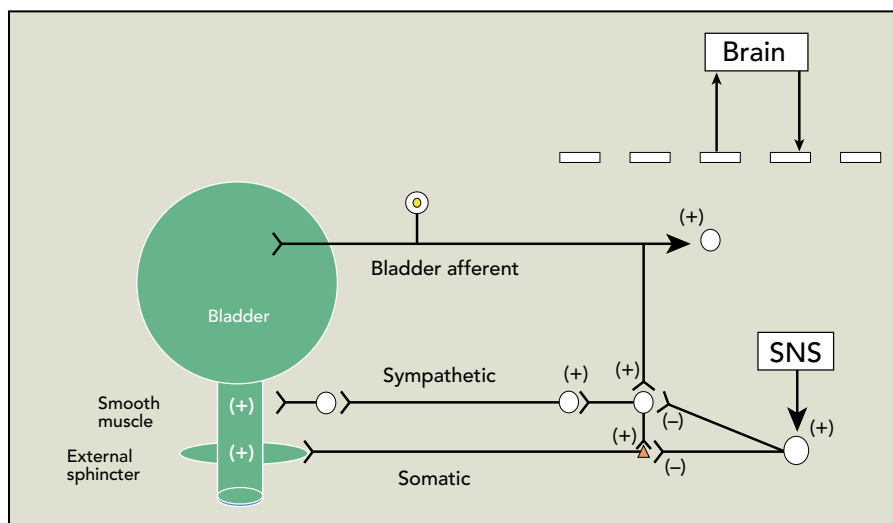 Brain
(+)
Bladder afferent
Bladder
SNS
Sympathetic
(+)
(+)
Smooth
muscle
(+)
(–)
(+)
External
sphincter
(+)
(+)
(–)
Somatic